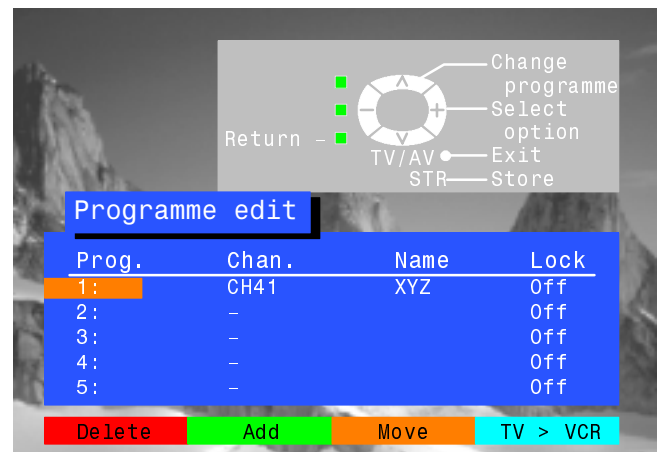 Change
programme
Select
Return – option
TV/AV Exit
STR Store
Programme edit
Prog. Chan. Name Lock
1: CH41 XYZ Off
2: – Off
3: – Off
4: – Off
5: – Off
Delete Add Move TV > VCR